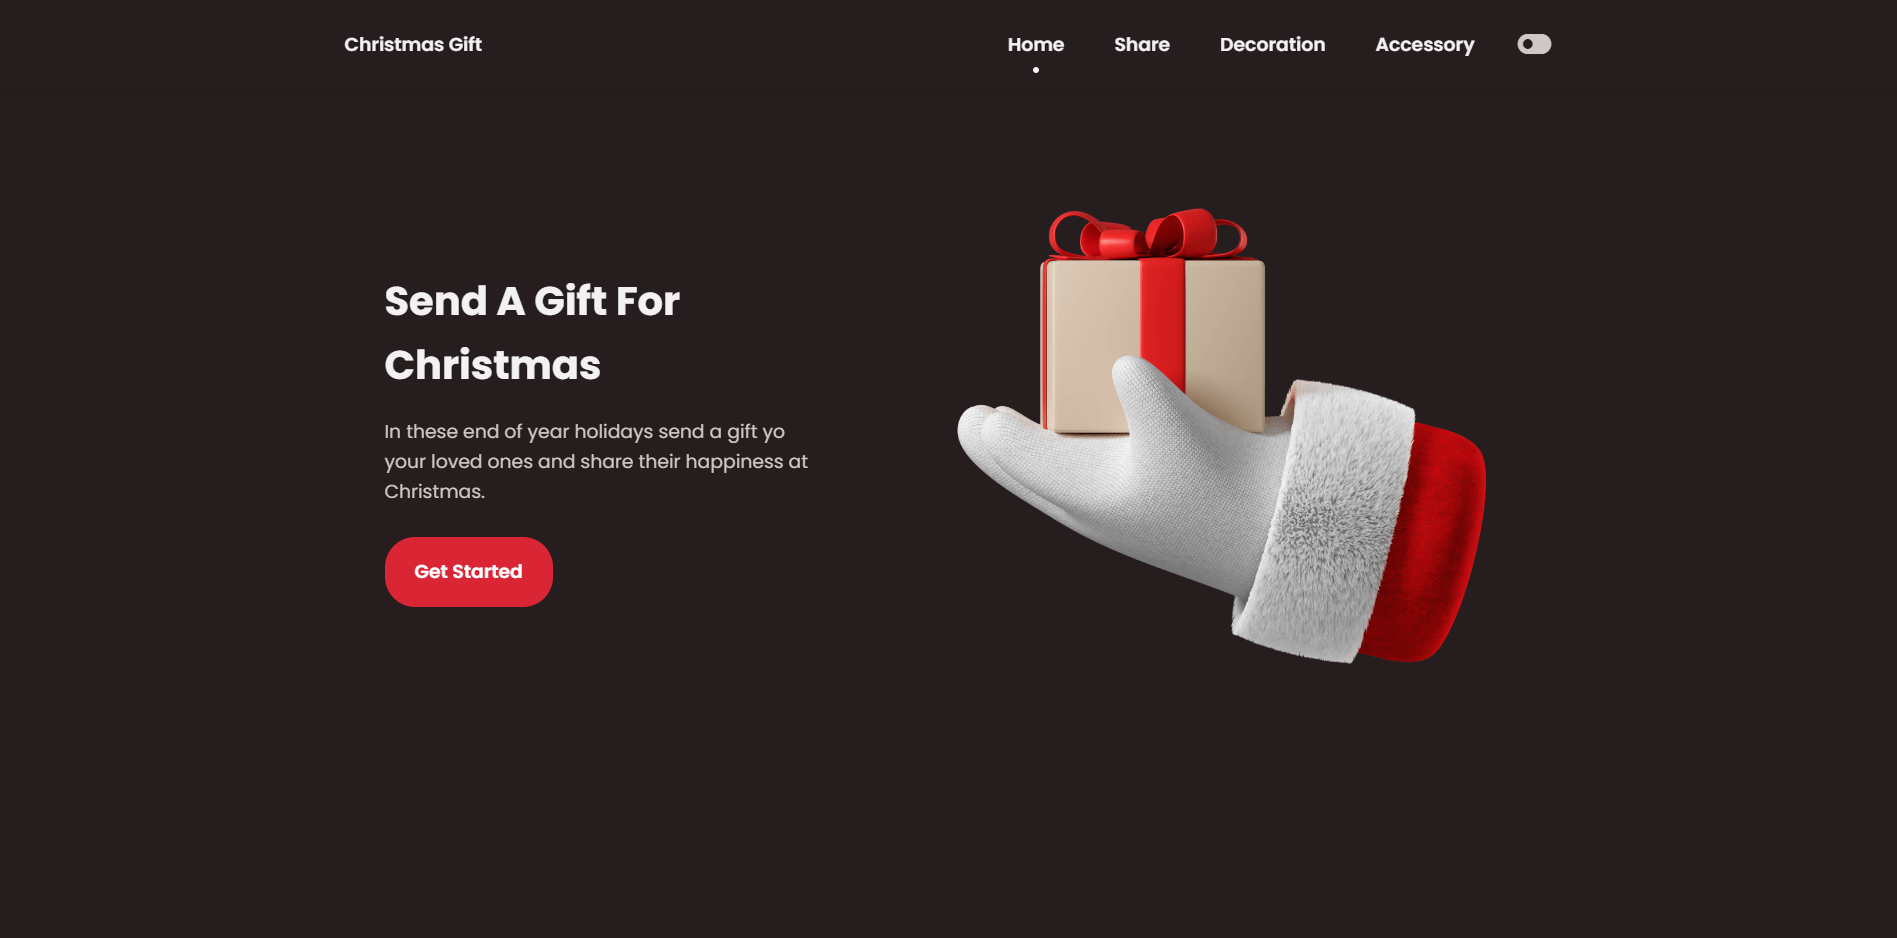 Christmas Gift
Home
Share
Decoration
Accessory
Send A Gift For
Christmas
In these end of year holidays send a gift yo
your loved ones and share their happiness at
Christmas.
Get Started